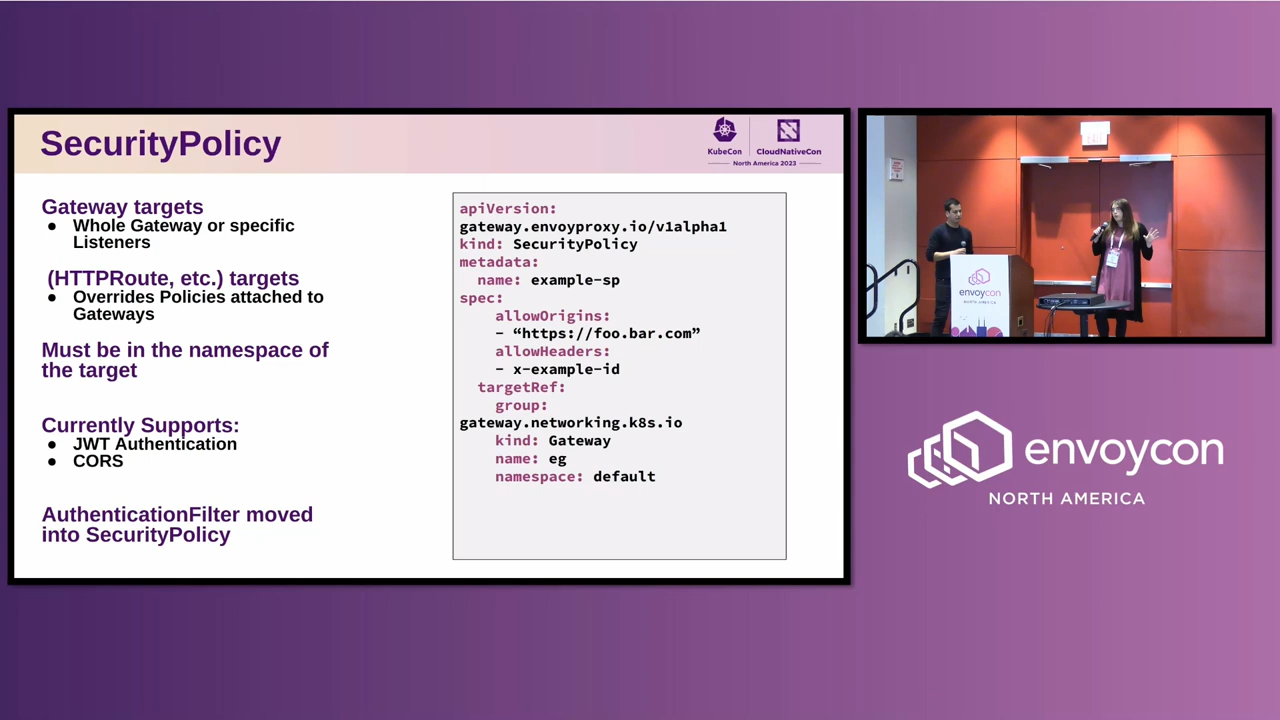 SecurityPolicy
KubeCon
CloudNativeCon
North America 2023
Gateway targets
● Whole Gateway or specific
Listeners
(HTTPRoute, etc.) targets
● Overrides Policies attached to
Gateways
Must be in the namespace of
the target
Currently Supports:
● JWT Authentication
● CORS
AuthenticationFilter moved
into SecurityPolicy
apiVersion:
gateway.envoyproxy.io/v1alpha1
kind: SecurityPolicy
metadata:
name: example-sp
spec:
allowOrigins:
- “https://foo.bar.com”
allowHeaders:
- x-example-id
targetRef:
group:
gateway.networking.k8s.io
kind: Gateway
name: eg
namespace: default
envoycon
NORTH AMERICA
envoycon
NORTH AMERICA